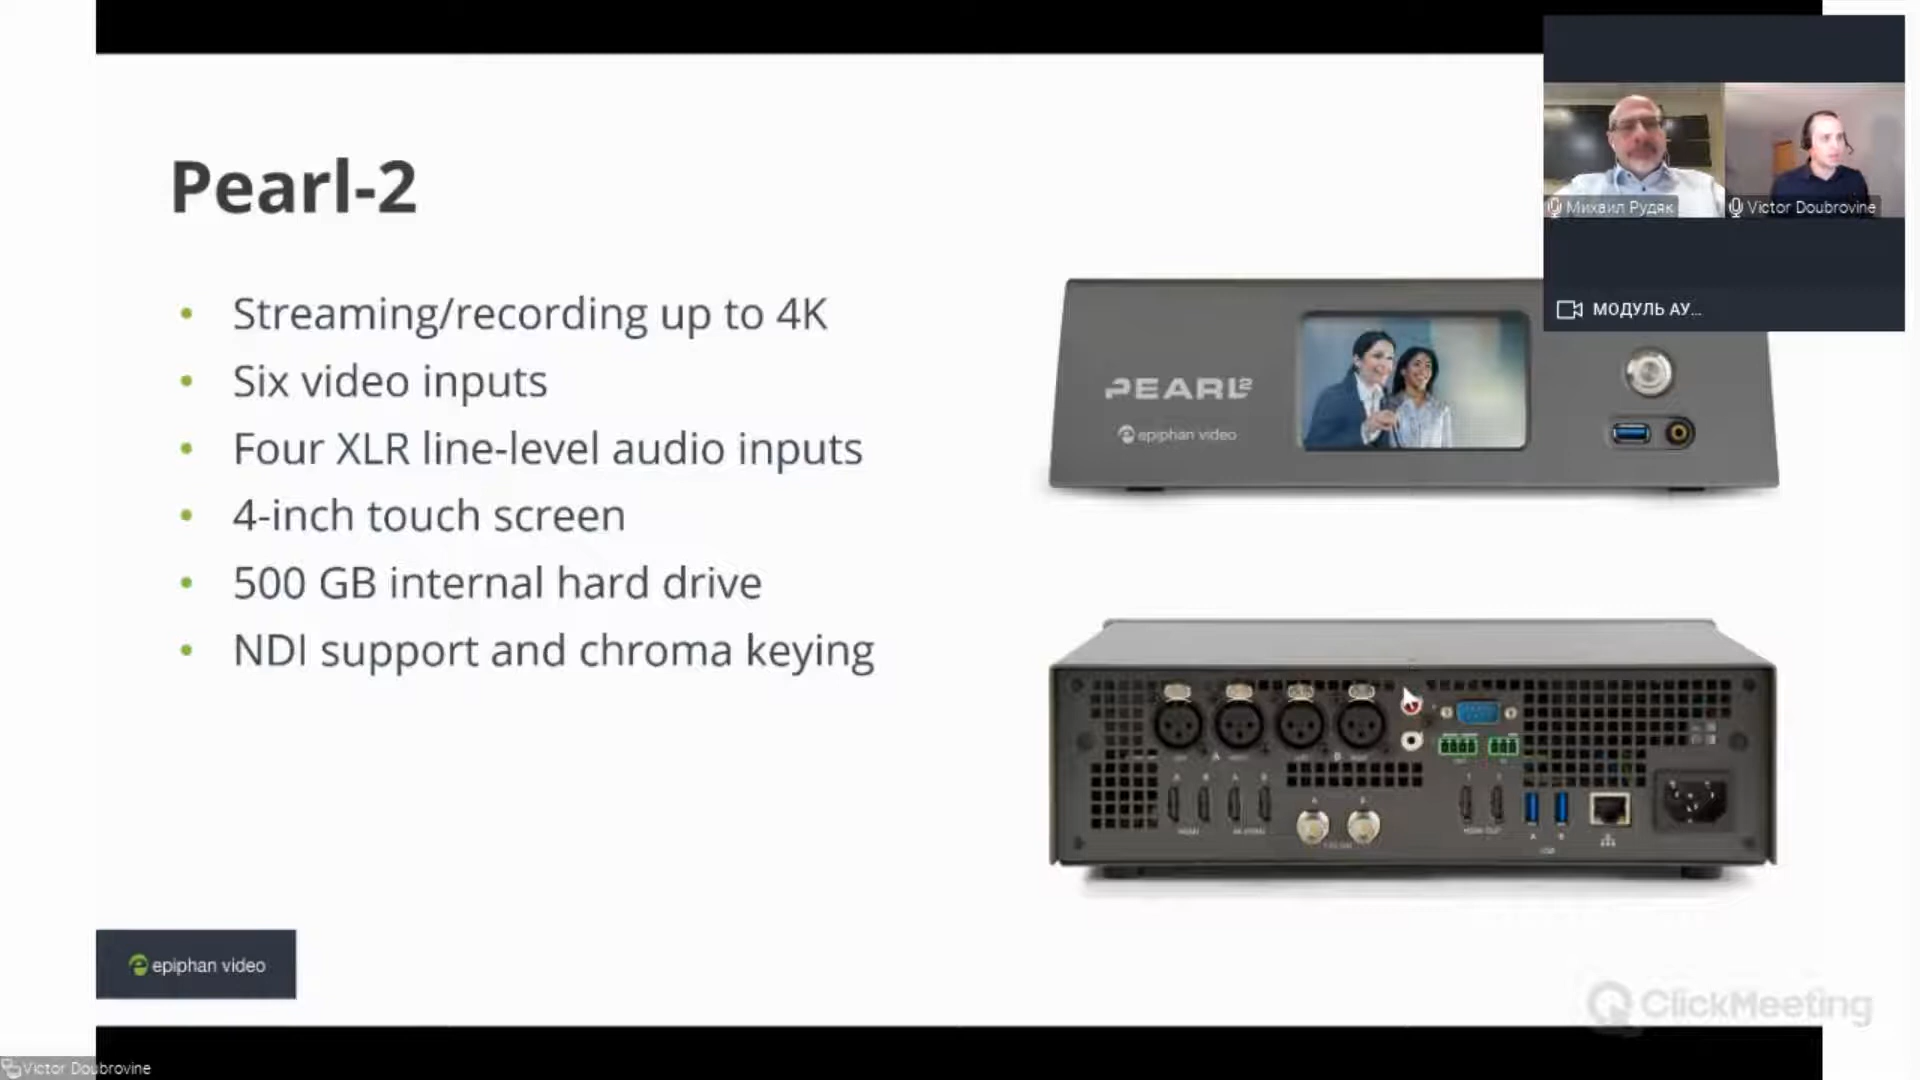 Pearl-2
Streaming/recording up to 4K
Six video inputs
Four XLR line-level audio inputs
4-inch touch screen
500 GB internal hard drive
NDI support and chroma keying
Михаил Рудяк
Victor Doubrovine
МОДУЛЬ АУ...
PEARL2
epiphan video
epiphan video
ClickMeeting
Victor Doubrovine